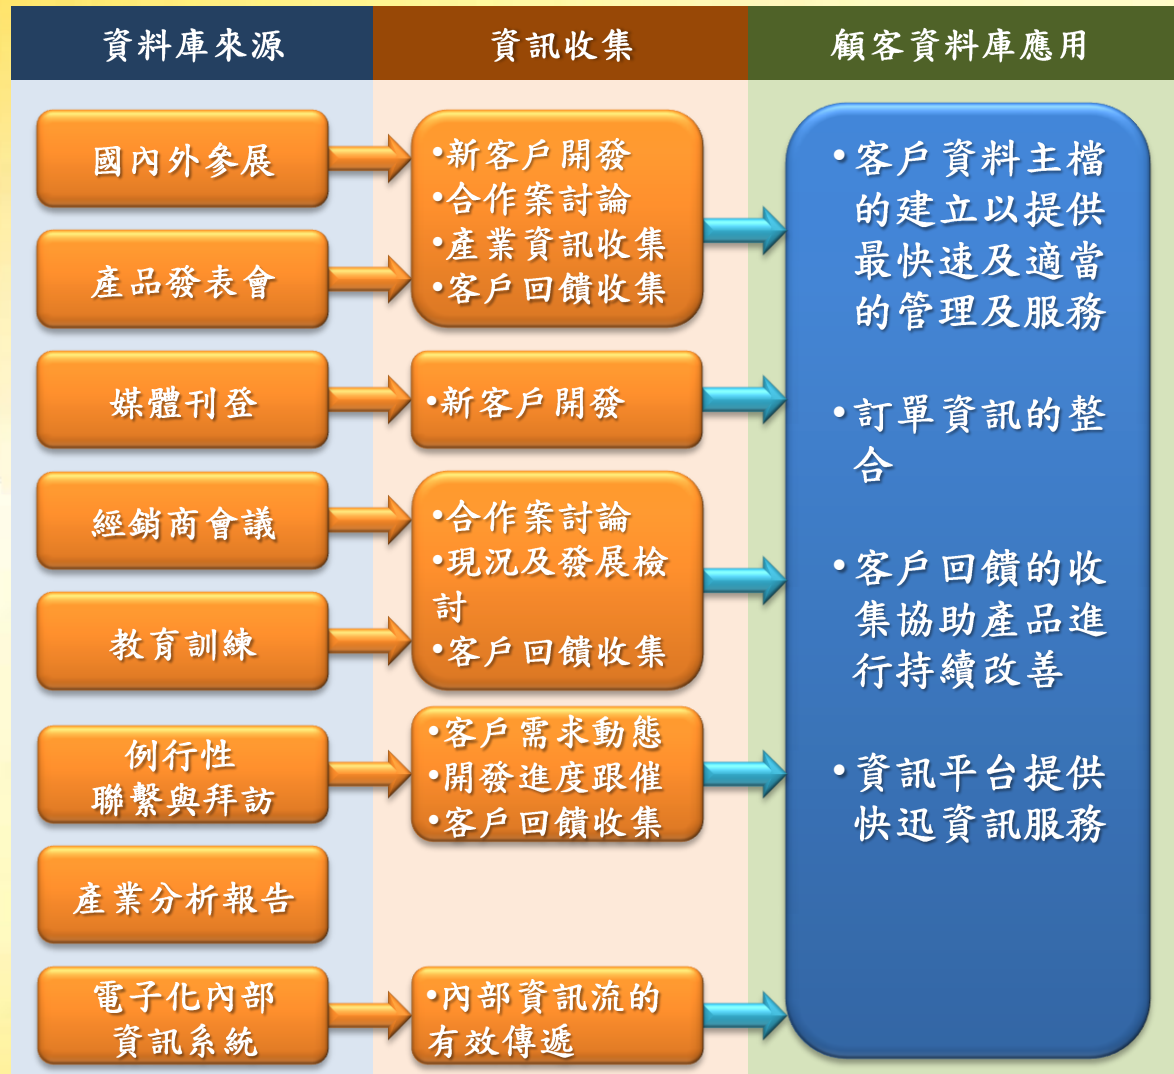 資料庫來源
資訊收集
顧客資料庫應用
國內外參展
產品發表會
媒體刊登
經銷商會議
教育訓練
例行性
聯繫與拜訪
產業分析報告
電子化內部
資訊系統
•新客戶開發
•合作案討論
•產業資訊收集
•客戶回饋收集
•新客戶開發
•合作案討論
•現況及發展檢
討
•客戶回饋收集
•客戶需求動態
•開發進度跟催
•客戶回饋收集
•內部資訊流的
有效傳遞
•客戶資料主檔
的建立以提供
最快速及適當
的管理及服務
•訂單資訊的整
合
•客戶回饋的收
集協助產品進
行持續改善
•資訊平台提供
快迅資訊服務